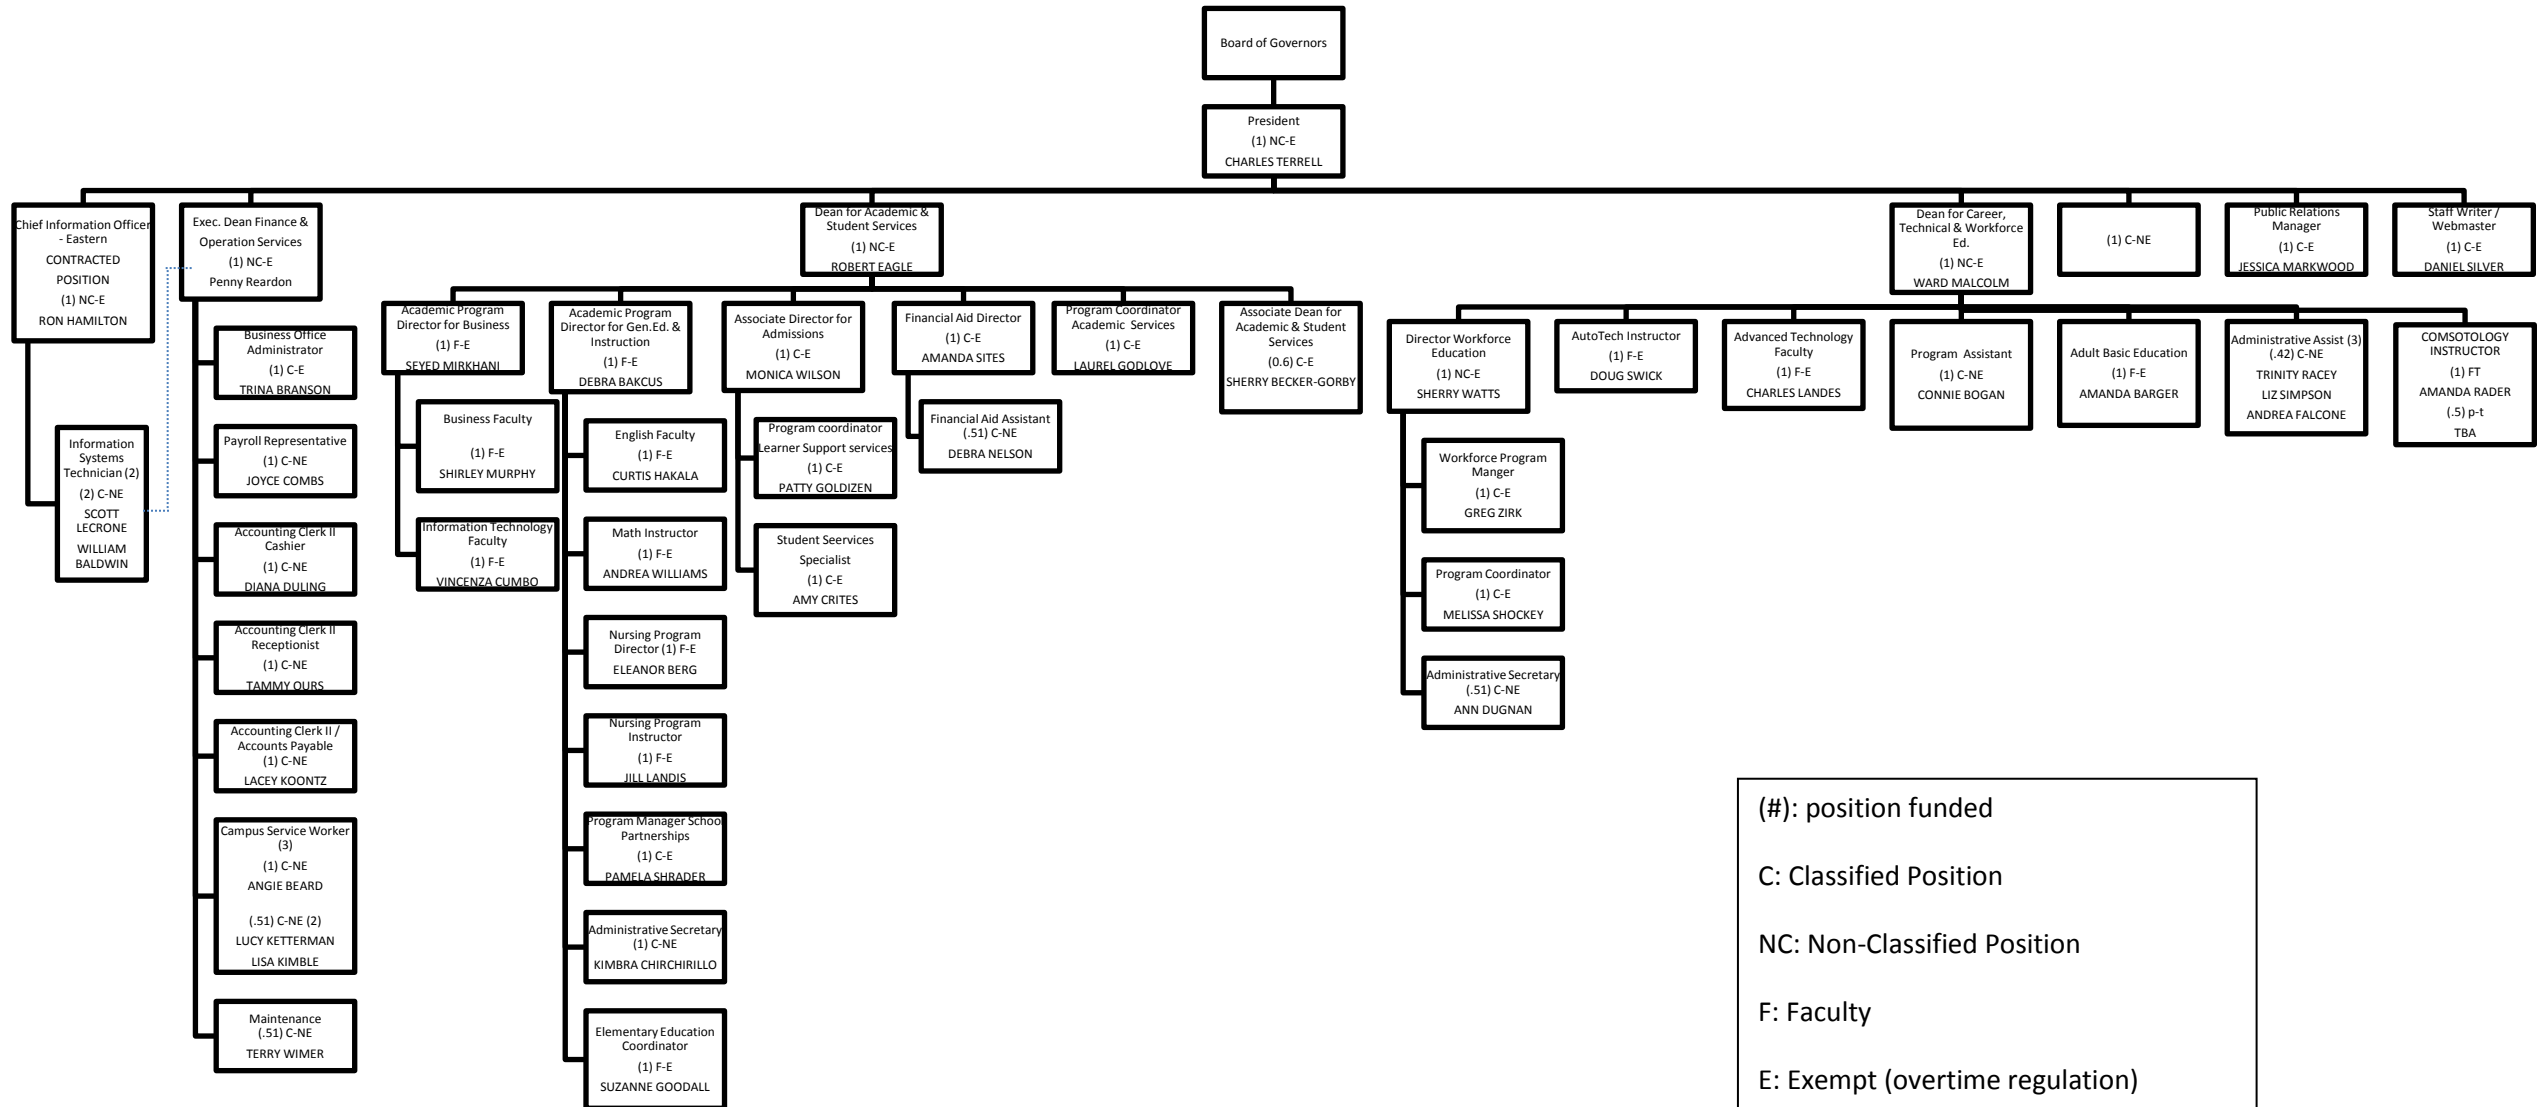 Board of Governors
President
(1) NC-E
CHARLES TERRELL
Chief Information Officer
- Eastern
CONTRACTED
POSITION
(1) NC-E
RON HAMILTON
Information
Systems
Technician (2)
(2) C-NE
SCOTT
LECRONE
WILLIAM
BALDWIN
Exec. Dean Finance &
Operation Services
(1) NC-E
Penny Reardon
Business Office
Administrator
(1) C-E
TRINA BRANSON
Payroll Representative
(1) C-NE
JOYCE COMBS
Accounting Clerk II
Cashier
(1) C-NE
DIANA DULING
Accounting Clerk II
Receptionist
(1) C-NE
TAMMY OURS
Accounting Clerk II /
Accounts Payable
(1) C-NE
LACEY KOONTZ
Campus Service Worker
(3)
(1) C-NE
ANGIE BEARD
(.51) C-NE (2)
LUCY KETTERMAN
LISA KIMBLE
Maintenance
(.51) C-NE
TERRY WIMER
Dean for Academic &
Student Services
(1) NC-E
ROBERT EAGLE
Academic Program
Director for Business
(1) F-E
SEYED MIRKHANI
Business Faculty
(1) F-E
SHIRLEY MURPHY
Information Technology
Faculty
(1) F-E
VINCENZA CUMBO
Academic Program
Director for Gen.Ed. &
Instruction
(1) F-E
DEBRA BAKCUS
English Faculty
(1) F-E
CURTIS HAKALA
Math Instructor
(1) F-E
ANDREA WILLIAMS
Nursing Program
Director (1) F-E
ELEANOR BERG
Nursing Program
Instructor
(1) F-E
JILL LANDIS
Program Manager School
Partnerships
(1) C-E
PAMELA SHRADER
Administrative Secretary
(1) C-NE
KIMBRA CHIRCHIRILLO
Elementary Education
Coordinator
(1) F-E
SUZANNE GOODALL
Associate Director for
Admissions
(1) C-E
MONICA WILSON
Program coordinator
Learner Support services
(1) C-E
PATTY GOLDIZEN
Student Seervices
Specialist
(1) C-E
AMY CRITES
Financial Aid Director
(1) C-E
AMANDA SITES
Financial Aid Assistant
(.51) C-NE
DEBRA NELSON
Program Coordinator
Academic Services
(1) C-E
LAUREL GODLOVE
Associate Dean for
Academic & Student
Services
(0.6) C-E
SHERRY BECKER-GORBY
Dean for Career,
Technical & Workforce
Ed.
(1) NC-E
WARD MALCOLM
Director Workforce
Education
(1) NC-E
SHERRY WATTS
Workforce Program
Manger
(1) C-E
GREG ZIRK
Program Coordinator
(1) C-E
MELISSA SHOCKEY
Administrative Secretary
(.51) C-NE
ANN DUGNAN
AutoTech Instructor
(1) F-E
DOUG SWICK
Advanced Technology
Faculty
(1) F-E
CHARLES LANDES
Program Assistant
(1) C-NE
CONNIE BOGAN
Adult Basic Education
(1) F-E
AMANDA BARGER
Administrative Assist (3)
(.42) C-NE
TRINITY RACEY
LIZ SIMPSON
ANDREA FALCONE
COMSOTOLOGY
INSTRUCTOR
(1) FT
AMANDA RADER
(.5) p-t
TBA
(1) C-NE
Public Relations
Manager
(1) C-E
JESSICA MARKWOOD
Staff Writer /
Webmaster
(1) C-E
DANIEL SILVER
(#): position funded
C: Classified Position
NC: Non-Classified Position
F: Faculty
E: Exempt (overtime regulation)